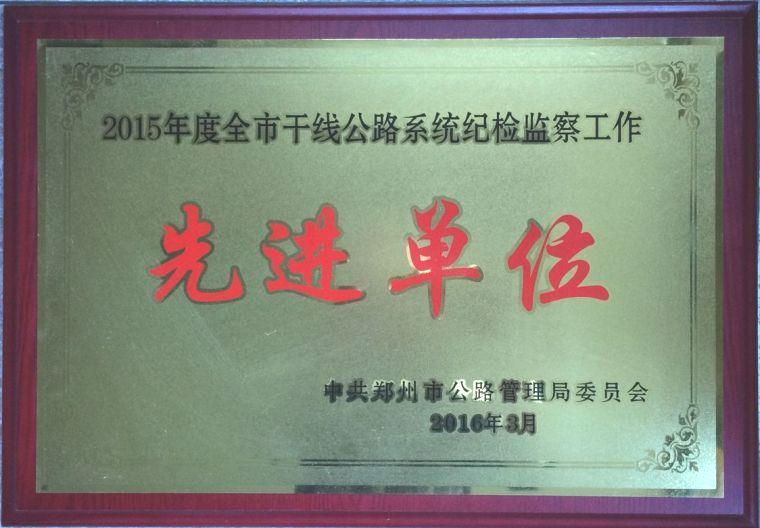 2015年度全市干线公路系统纪检监察工作
先进单位
中共郑州市公路管理局委员会
2016年3月